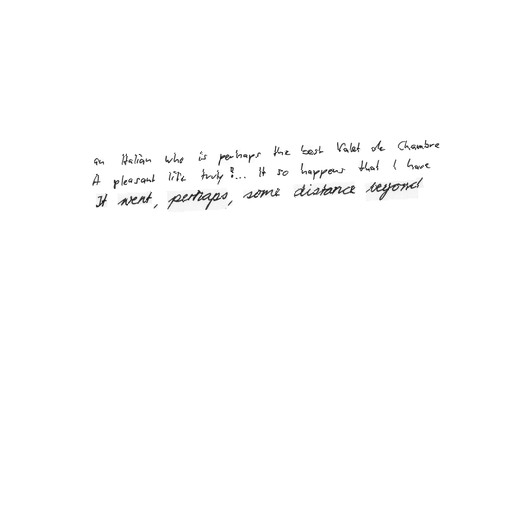 an Italian who is perhaps the best Valet de Chambre
A pleasant life truly!... It so happens that I have
It went, perhaps, some distance beyond